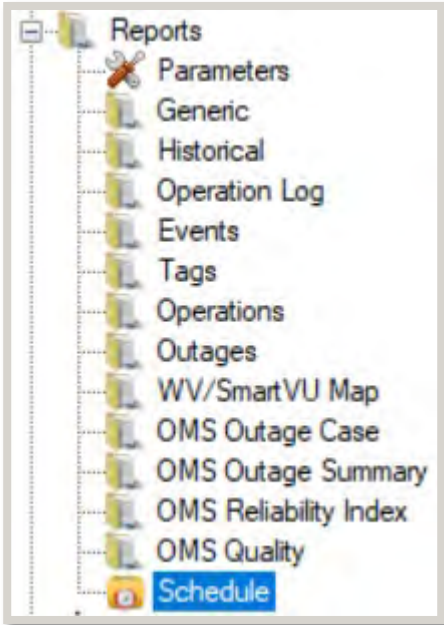 Reports
Parameters
Generic
Historical
Operation Log
Events
Tags
Operations
Outages
WV/SmartVU Map
OMS Outage Case
OMS Outage Summary
OMS Reliability Index
OMS Quality
Schedule